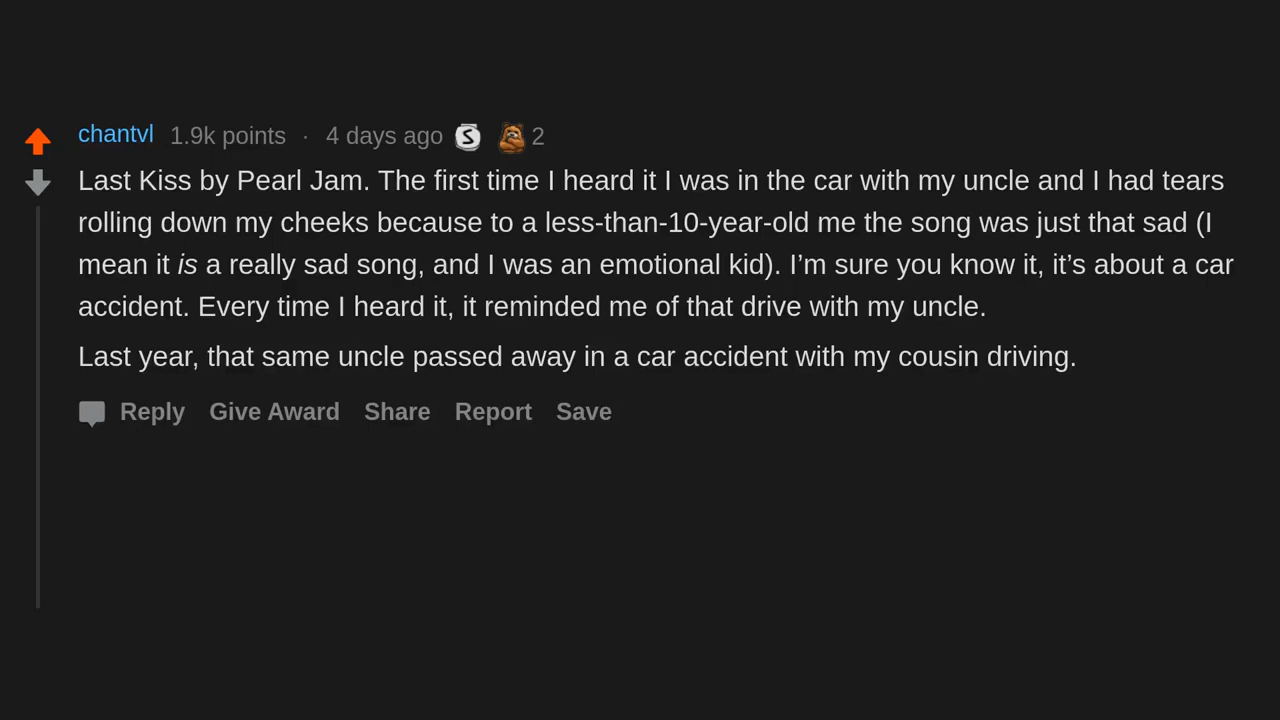 chantvl 1.9k points · 4 days ago S 2
Last Kiss by Pearl Jam. The first time I heard it I was in the car with my uncle and I had tears
rolling down my cheeks because to a less-than-10-year-old me the song was just that sad (I
mean it is a really sad song, and I was an emotional kid). I’m sure you know it, it’s about a car
accident. Every time I heard it, it reminded me of that drive with my uncle.
Last year, that same uncle passed away in a car accident with my cousin driving.
Reply Give Award Share Report Save